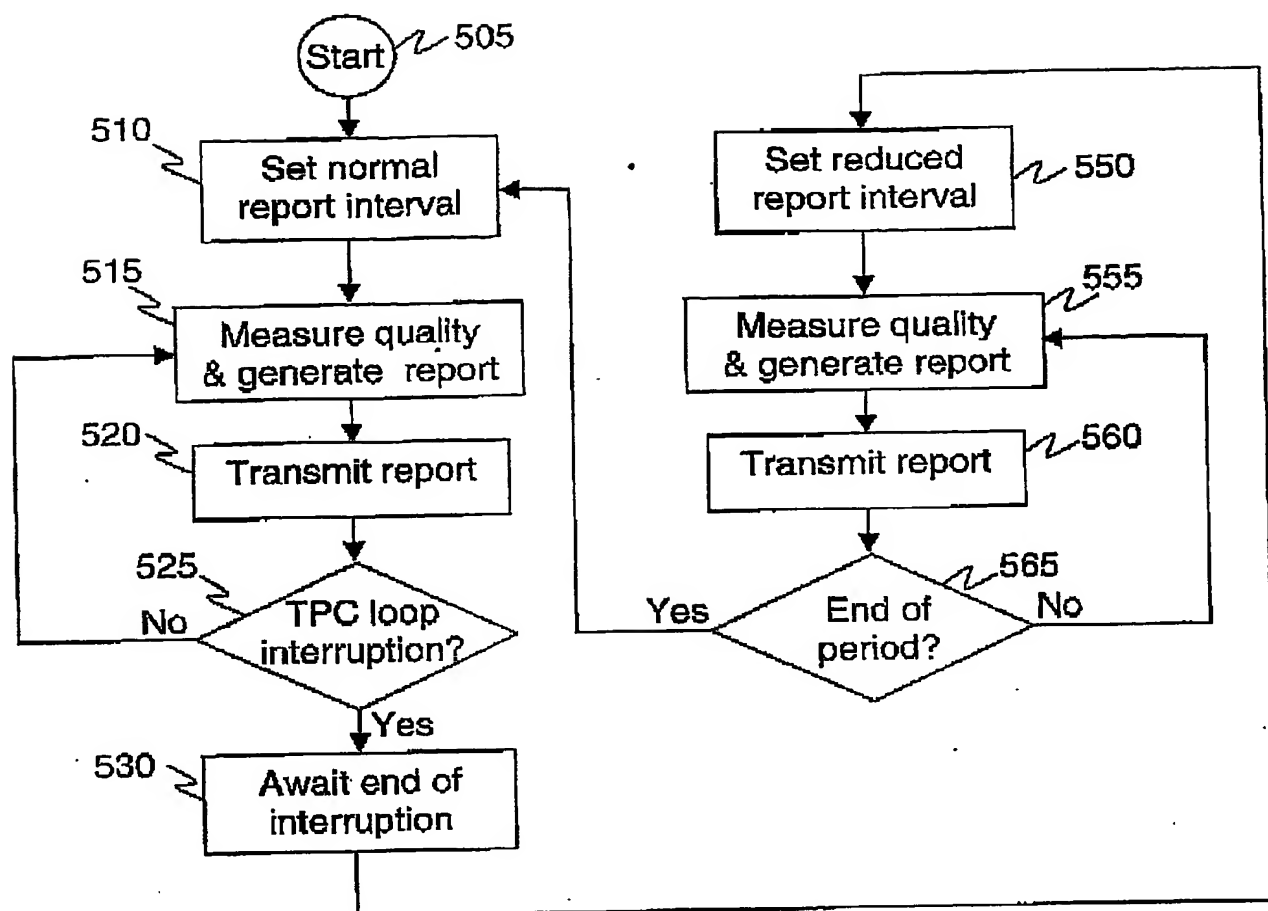 Start
505
510
Set normal
report interval
515
Measure quality
& generate report
520
Transmit report
525
TPC loop
interruption?
No
Yes
530
Await end of
interruption
Set reduced
report interval
550
555
Measure quality
& generate report
560
Transmit report
565
End of
period?
Yes
No